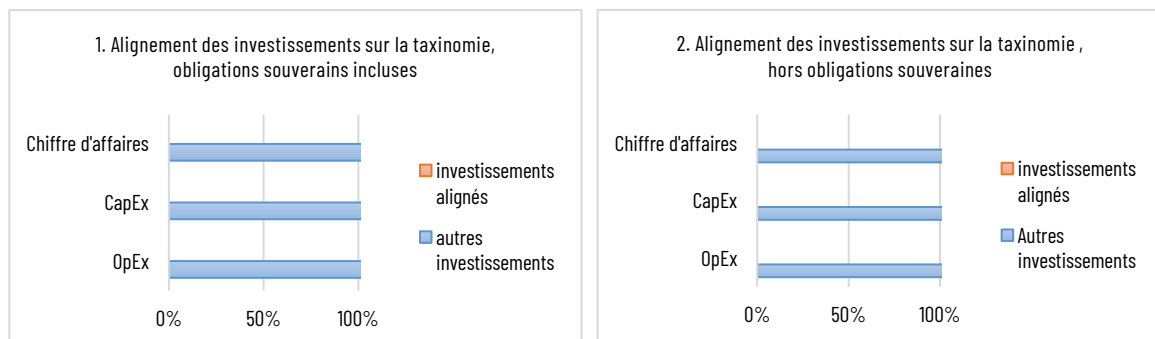 1. Alignement des investissements sur la taxinomie,
obligations souverains incluses
Chiffre d'affaires
CapEx
OpEx
0%
50%
100%
investissements
alignés
autres
investissements
2. Alignement des investissements sur la taxinomie ,
hors obligations souveraines
Chiffre d'affaires
CapEx
OpEx
0%
50%
100%
investissements
alignés
Autres
investissements